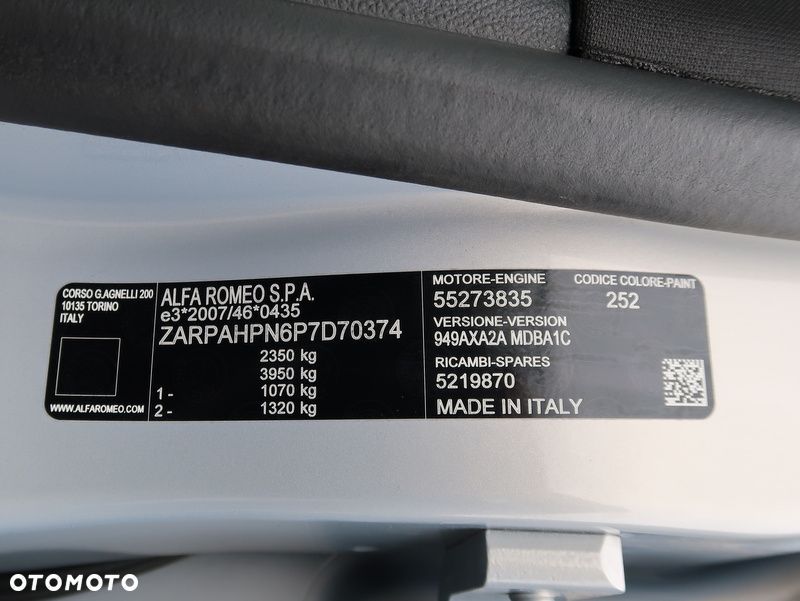 CORSO G.AGNELLI 200
10135 TORINO
ITALY
WWW.ALFAROMEO.COM
ALFA ROMEO S.P.A.
e3*2007/46*0435
ZARPAHPN6P7D70374
2350 kg
3950 kg
1- 1070 kg
2- 1320 kg
MOTORE-ENGINE CODICE COLORE-PAINT
55273835 252
VERSIONE-VERSION
949AXA2A MDBA1C
RICAMBI-SPARES
5219870
MADE IN ITALY
OTOMOTO